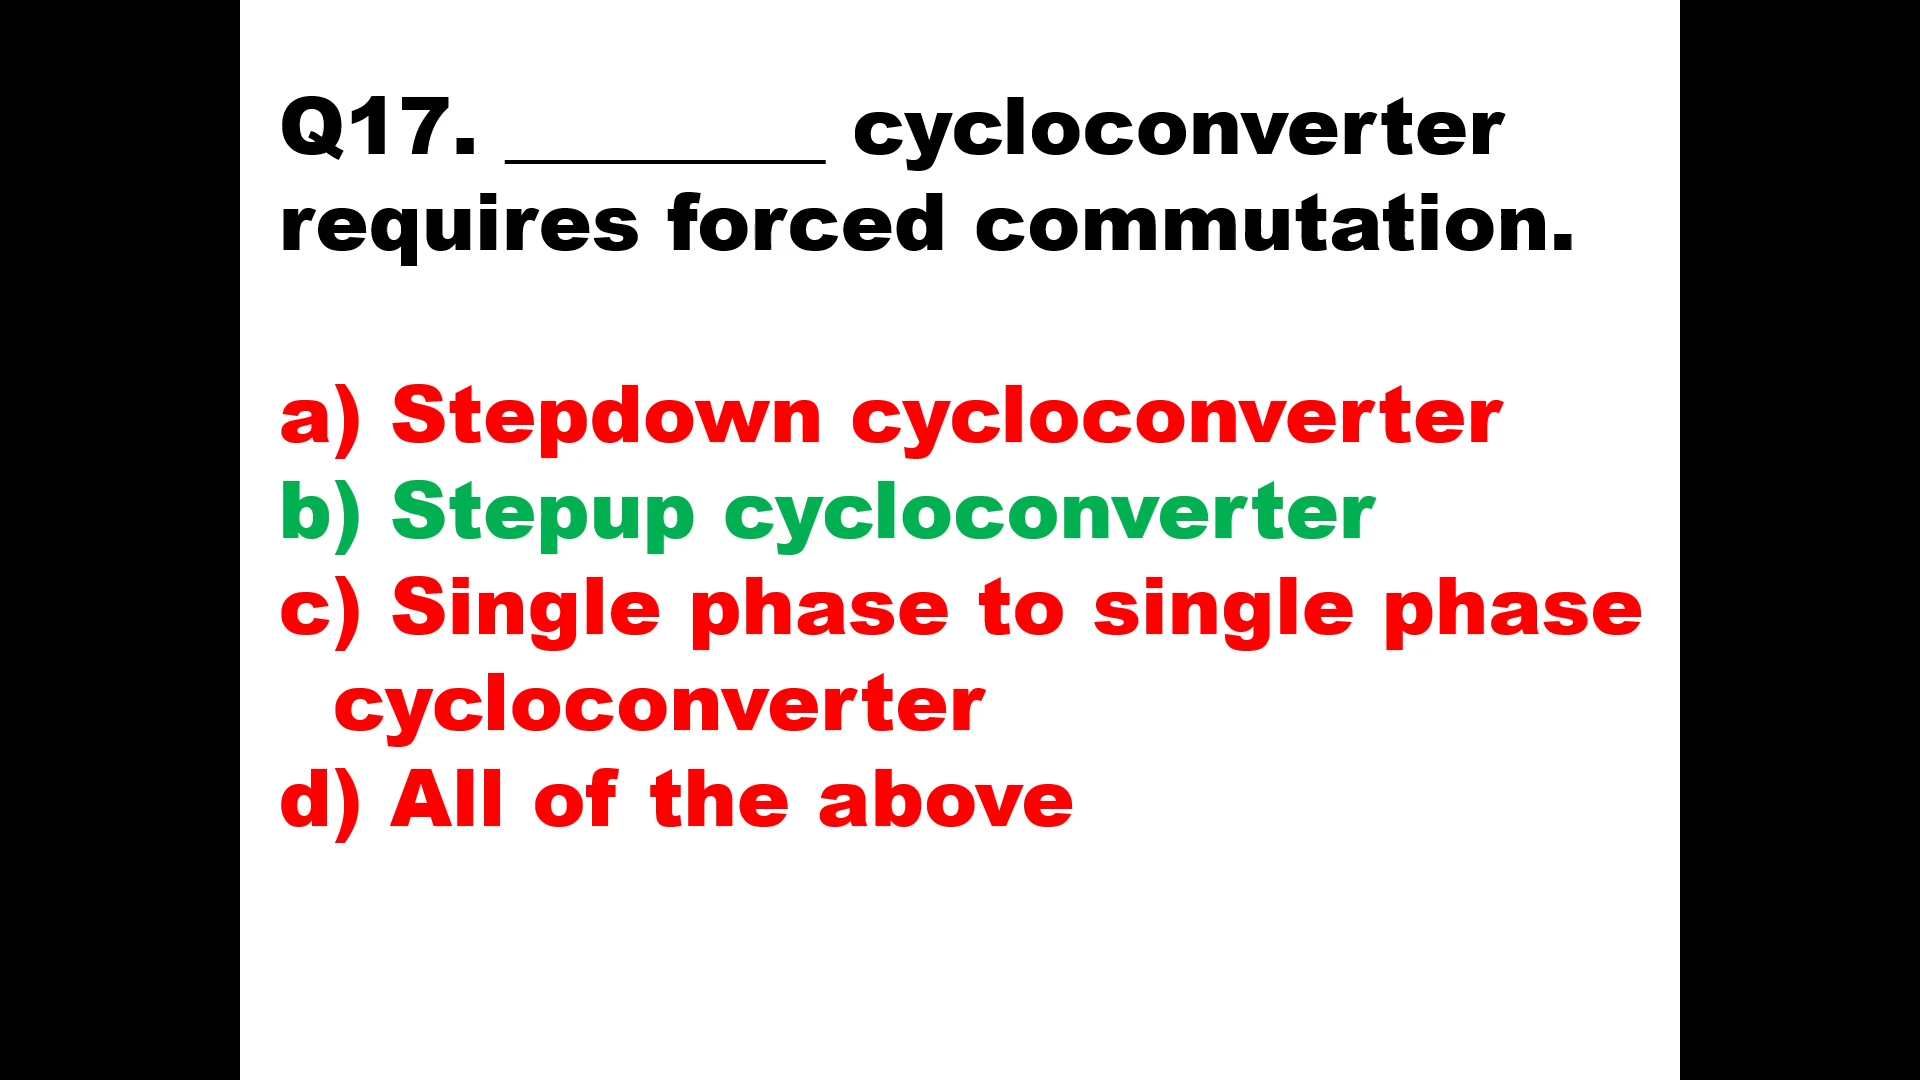 Q17. ________ cycloconverter
requires forced commutation.
a) Stepdown cycloconverter
b) Stepup cycloconverter
c) Single phase to single phase
cycloconverter
d) All of the above